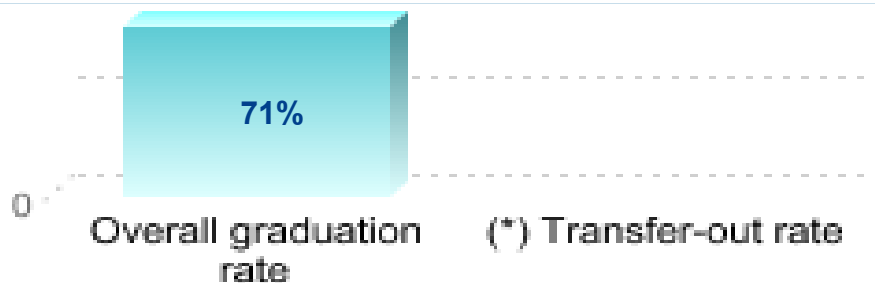 71%
0
Overall graduation
rate
(*) Transfer-out rate